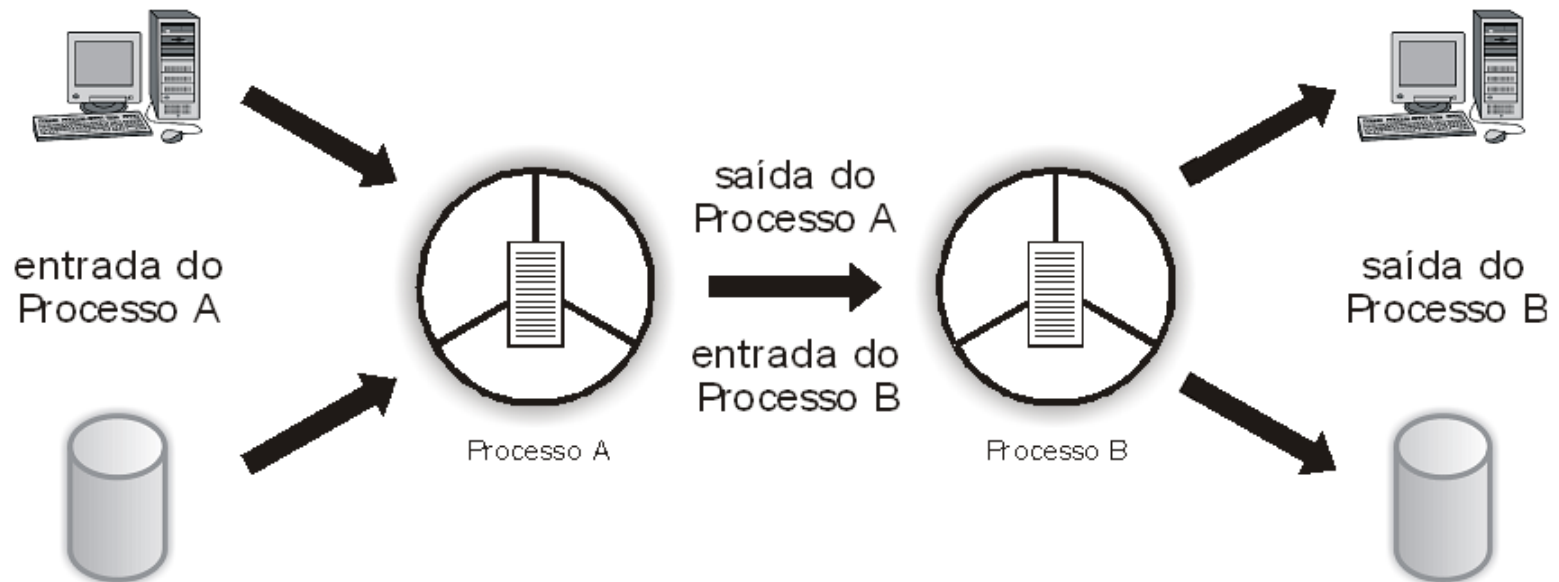 entrada do
Processo A
Processo A
saída do
Processo A
entrada do
Processo B
Processo B
saída do
Processo B